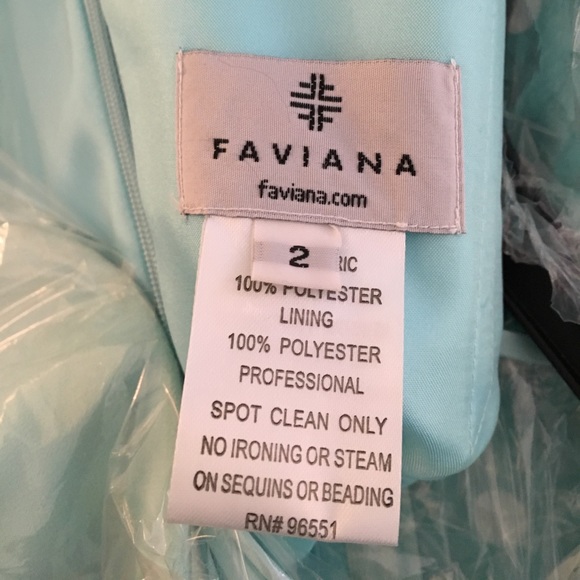 FAVIANA
faviana.com
2
RIC
100% POLYESTER
LINING
100% POLYESTER
PROFESSIONAL
SPOT CLEAN ONLY
NO IRONING OR STEAM
ON SEQUINS OR BEADING
RN# 96551